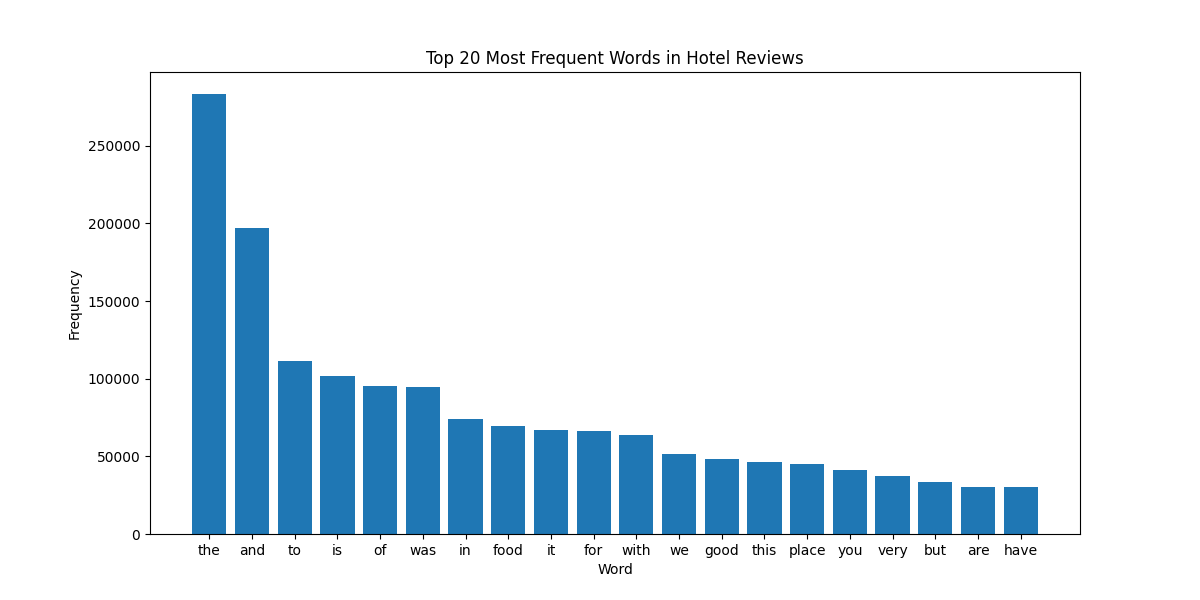 Top 20 Most Frequent Words in Hotel Reviews
Frequency
250000
200000
150000
100000
50000
0
the and to is of was in food it for with we good this place you very but are have
Word